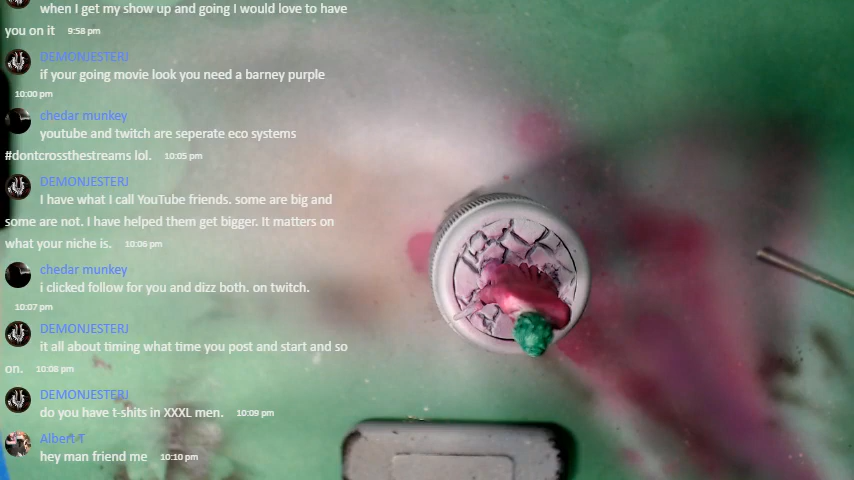 when I get my show up and going I would love to have
you on it 9:58 pm
DEMONJESTERJ
if your going movie look you need a barney purple
10:00 pm
chedar munkey
youtube and twitch are seperate eco systems
#dontcrossthestreams lol. 10:05 pm
DEMONJESTERJ
I have what I call YouTube friends. some are big and
some are not. I have helped them get bigger. It matters on
what your niche is. 10:06 pm
chedar munkey
i clicked follow for you and dizz both. on twitch.
10:07 pm
DEMONJESTERJ
it all about timing what time you post and start and so
on. 10:08 pm
DEMONJESTERJ
do you have t-shits in XXXL men. 10:09 pm
Albert T
hey man friend me 10:10 pm